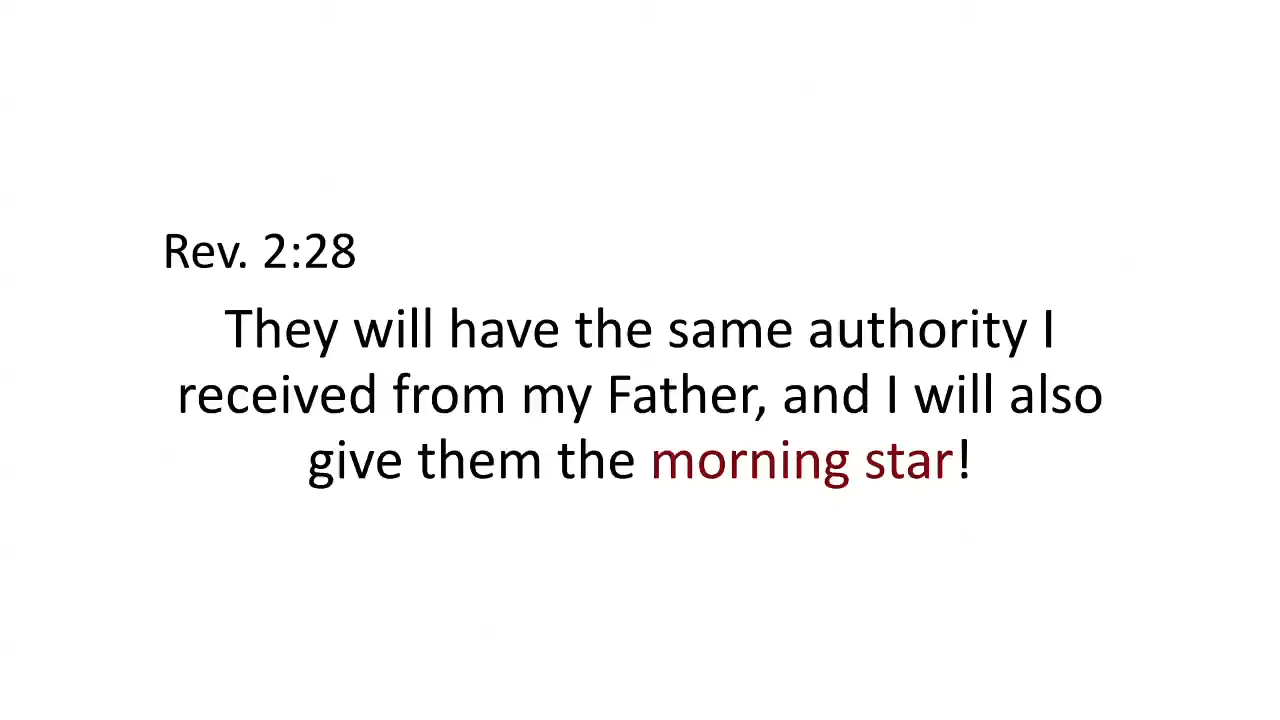 Rev. 2:28
They will have the same authority I
received from my Father, and I will also
give them the morning star!